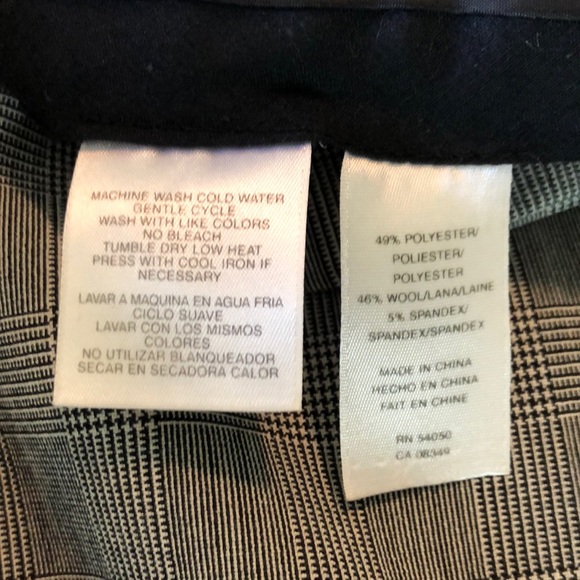 MACHINE WASH COLD WATER
GENTLE CYCLE
WASH WITH LIKE COLORS
NO BLEACH
TUMBLE DRY LOW HEAT
PRESS WITH COOL IRON IF
NECESSARY
LAVAR A MAQUINA EN AGUA FRIA
CICLO SUAVE
LAVAR CON LOS MISMOS
COLORES
NO UTILIZAR BLANQUEADOR
SECAR EN SECADORA CALOR
49% POLYESTER/
POLIESTER/
POLYESTER
46% WOOL/LANA/LAINE
5% SPANDEX/
SPANDEX/SPANDEX
MADE IN CHINA
HECHO EN CHINA
FAIT EN CHINE
RN 54050
CA 08349